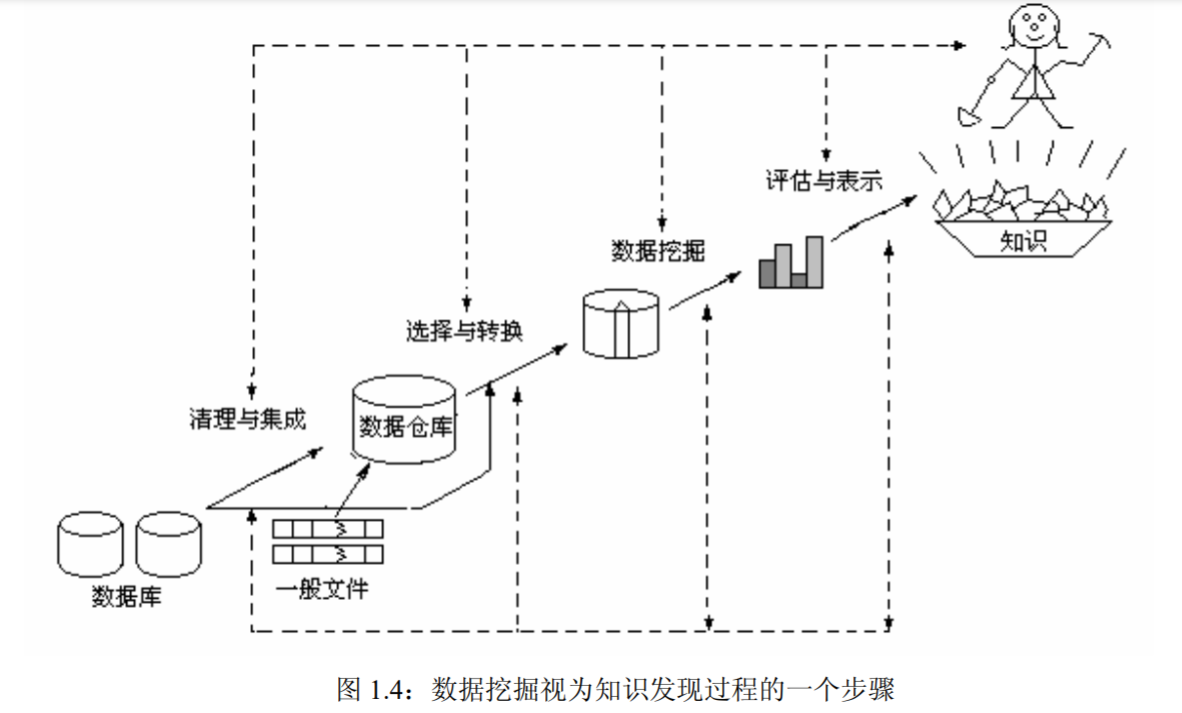 评估与表示
知识
数据挖掘
选择与转换
清理与集成
数据仓库
数据库
一般文件
图 1.4：数据挖掘视为知识发现过程的一个步骤